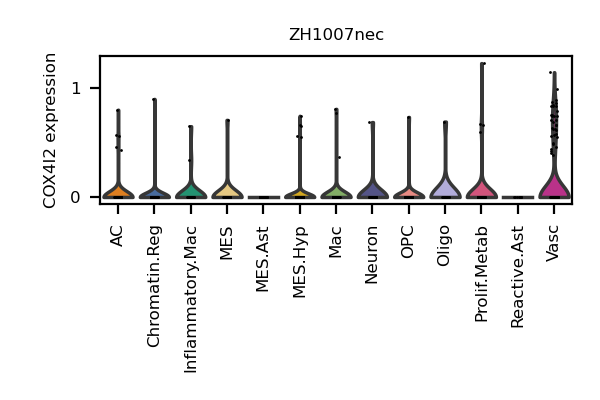 ZH1007nec
COX4I2 expression
1
0
AC
Chromatin.Reg
Inflammatory.Mac
MES
MES.Ast
MES.Hyp
Mac
Neuron
OPC
Oligo
Prolif.Metab
Reactive.Ast
Vasc